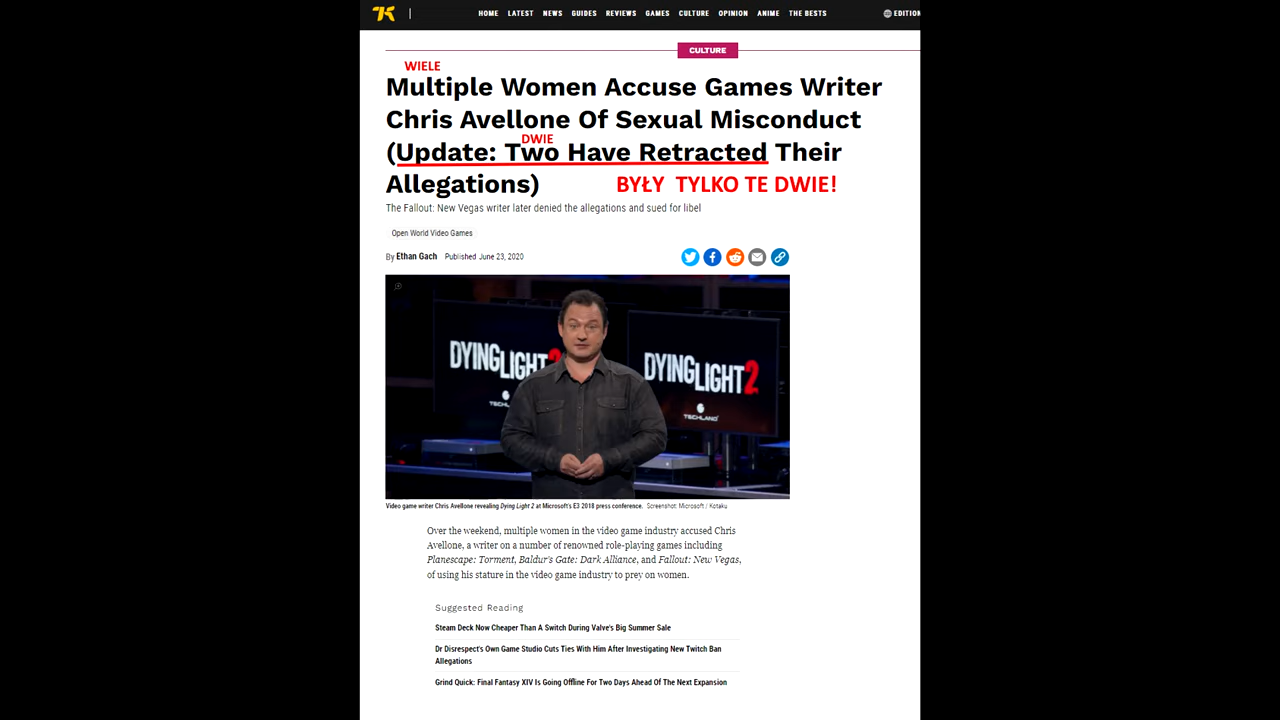 HOME LATEST NEWS GUIDES REVIEWS GAMES CULTURE OPINION ANIME THE BESTS EDITION
CULTURE
WIELE
Multiple Women Accuse Games Writer
Chris Avellone Of Sexual Misconduct
DWIE
(Update: Two Have Retracted Their
Allegations)
BYŁY TYLKO TE DWIE!
The Fallout: New Vegas writer later denied the allegations and sued for libel
Open World Video Games
By Ethan Gach Published June 23, 2020
DYING LIGHT 2
DYING LIGHT 2
TECHLAND
Video game writer Chris Avellone revealing Dying Light 2 at Microsoft's E3 2018 press conference. Screenshot: Microsoft / Kotaku
Over the weekend, multiple women in the video game industry accused Chris
Avellone, a writer on a number of renowned role-playing games including
Planescape: Torment, Baldur's Gate: Dark Alliance, and Fallout: New Vegas,
of using his stature in the video game industry to prey on women.
Suggested Reading
Steam Deck Now Cheaper Than A Switch During Valve's Big Summer Sale
Dr Disrespect's Own Game Studio Cuts Ties With Him After Investigating New Twitch Ban
Allegations
Grind Quick: Final Fantasy XIV Is Going Offline For Two Days Ahead Of The Next Expansion